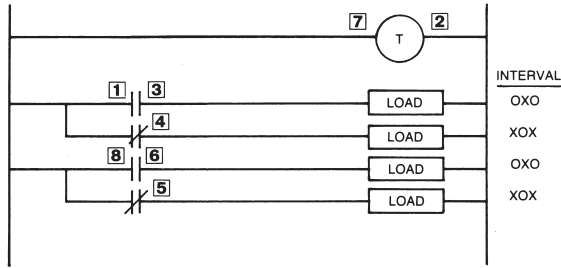 7 T 2
INTERVAL
1 3 LOAD OXO
4 LOAD XOX
8 6 LOAD OXO
5 LOAD XOX